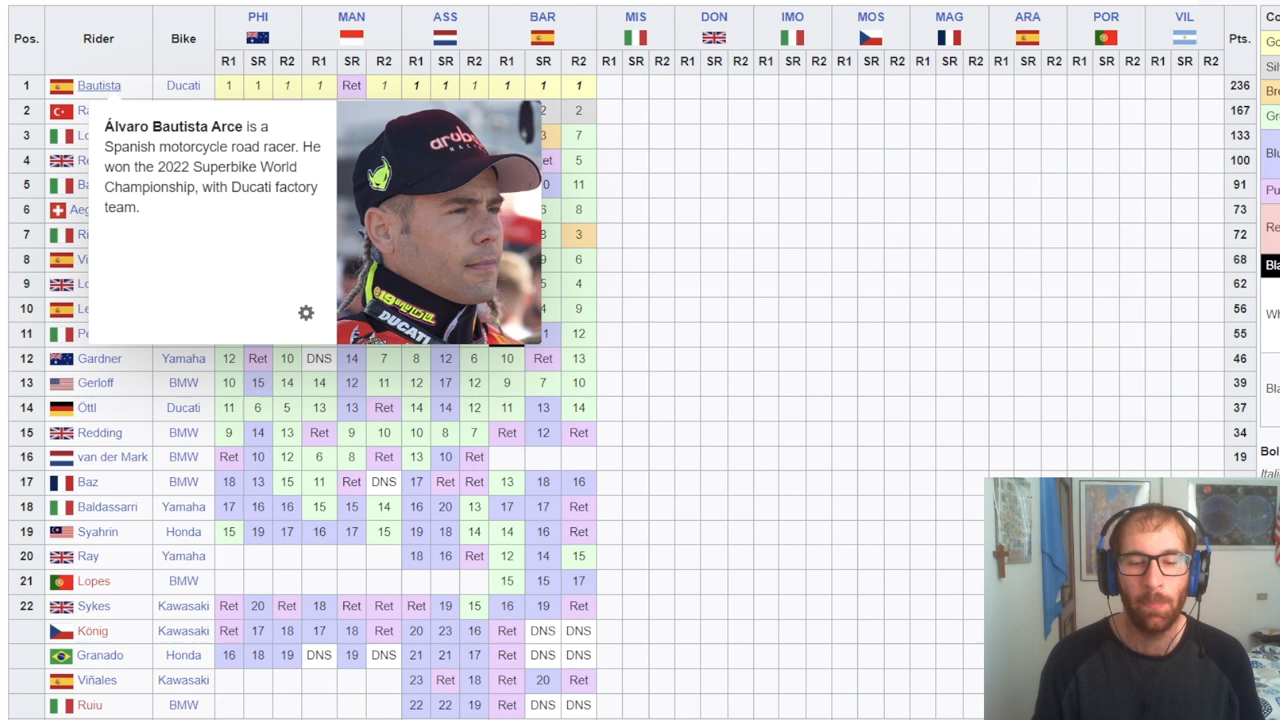 Pos. Rider Bike PHI MAN ASS BAR MIS DON IMO MOS MAG ARA POR VIL Pts.
R1 SR R2 R1 SR R2 R1 SR R2 R1 SR R2 R1 SR R2 R1 SR R2 R1 SR R2 R1 SR R2 R1 SR R2 R1 SR R2 R1 SR R2 R1 SR R2
1 Bautista Ducati 1 1 1 1 Ret 1 1 1 1 1 1 1 236
2 2 2 167
3 3 7 133
4 5 100
5 11 91
6 8 73
7 3 72
8 6 68
9 4 62
10 9 56
11 12 55
Álvaro Bautista Arce is a
Spanish motorcycle road racer. He
won the 2022 Superbike World
Championship, with Ducati factory
team.
aruba
RACING
DUCATI
12 Gardner Yamaha 12 Ret 10 DNS 14 7 8 12 6 10 Ret 13 46
13 Gerloff BMW 10 15 14 14 12 11 12 17 12 9 7 10 39
14 Öttl Ducati 11 6 5 13 13 Ret 14 14 12 13 14 37
15 Redding BMW 9 14 13 Ret 9 10 10 8 7 Ret 12 Ret 34
16 van der Mark BMW Ret 10 12 6 8 Ret 13 10 Ret 19
17 Baz BMW 18 13 15 11 Ret DNS 17 Ret Ret 13 18 16
18 Baldassarri Yamaha 17 16 16 15 15 14 16 20 13 17 17 Ret
19 Syahrin Honda 15 19 17 16 17 15 19 18 14 14 16 Ret
20 Ray Yamaha 18 16 Ret 12 14 15
21 Lopes BMW 15 15 17
22 Sykes Kawasaki Ret 20 Ret 18 Ret Ret Ret 19 15 16 19 Ret
König Kawasaki Ret 17 18 17 18 Ret 20 23 16 Ret DNS DNS
Granado Honda 16 18 19 DNS 19 DNS 21 21 17 Ret DNS DNS
Viñales Kawasaki 23 Ret 18 Ret 20 Ret
Ruiu BMW 22 22 19 Ret DNS DNS